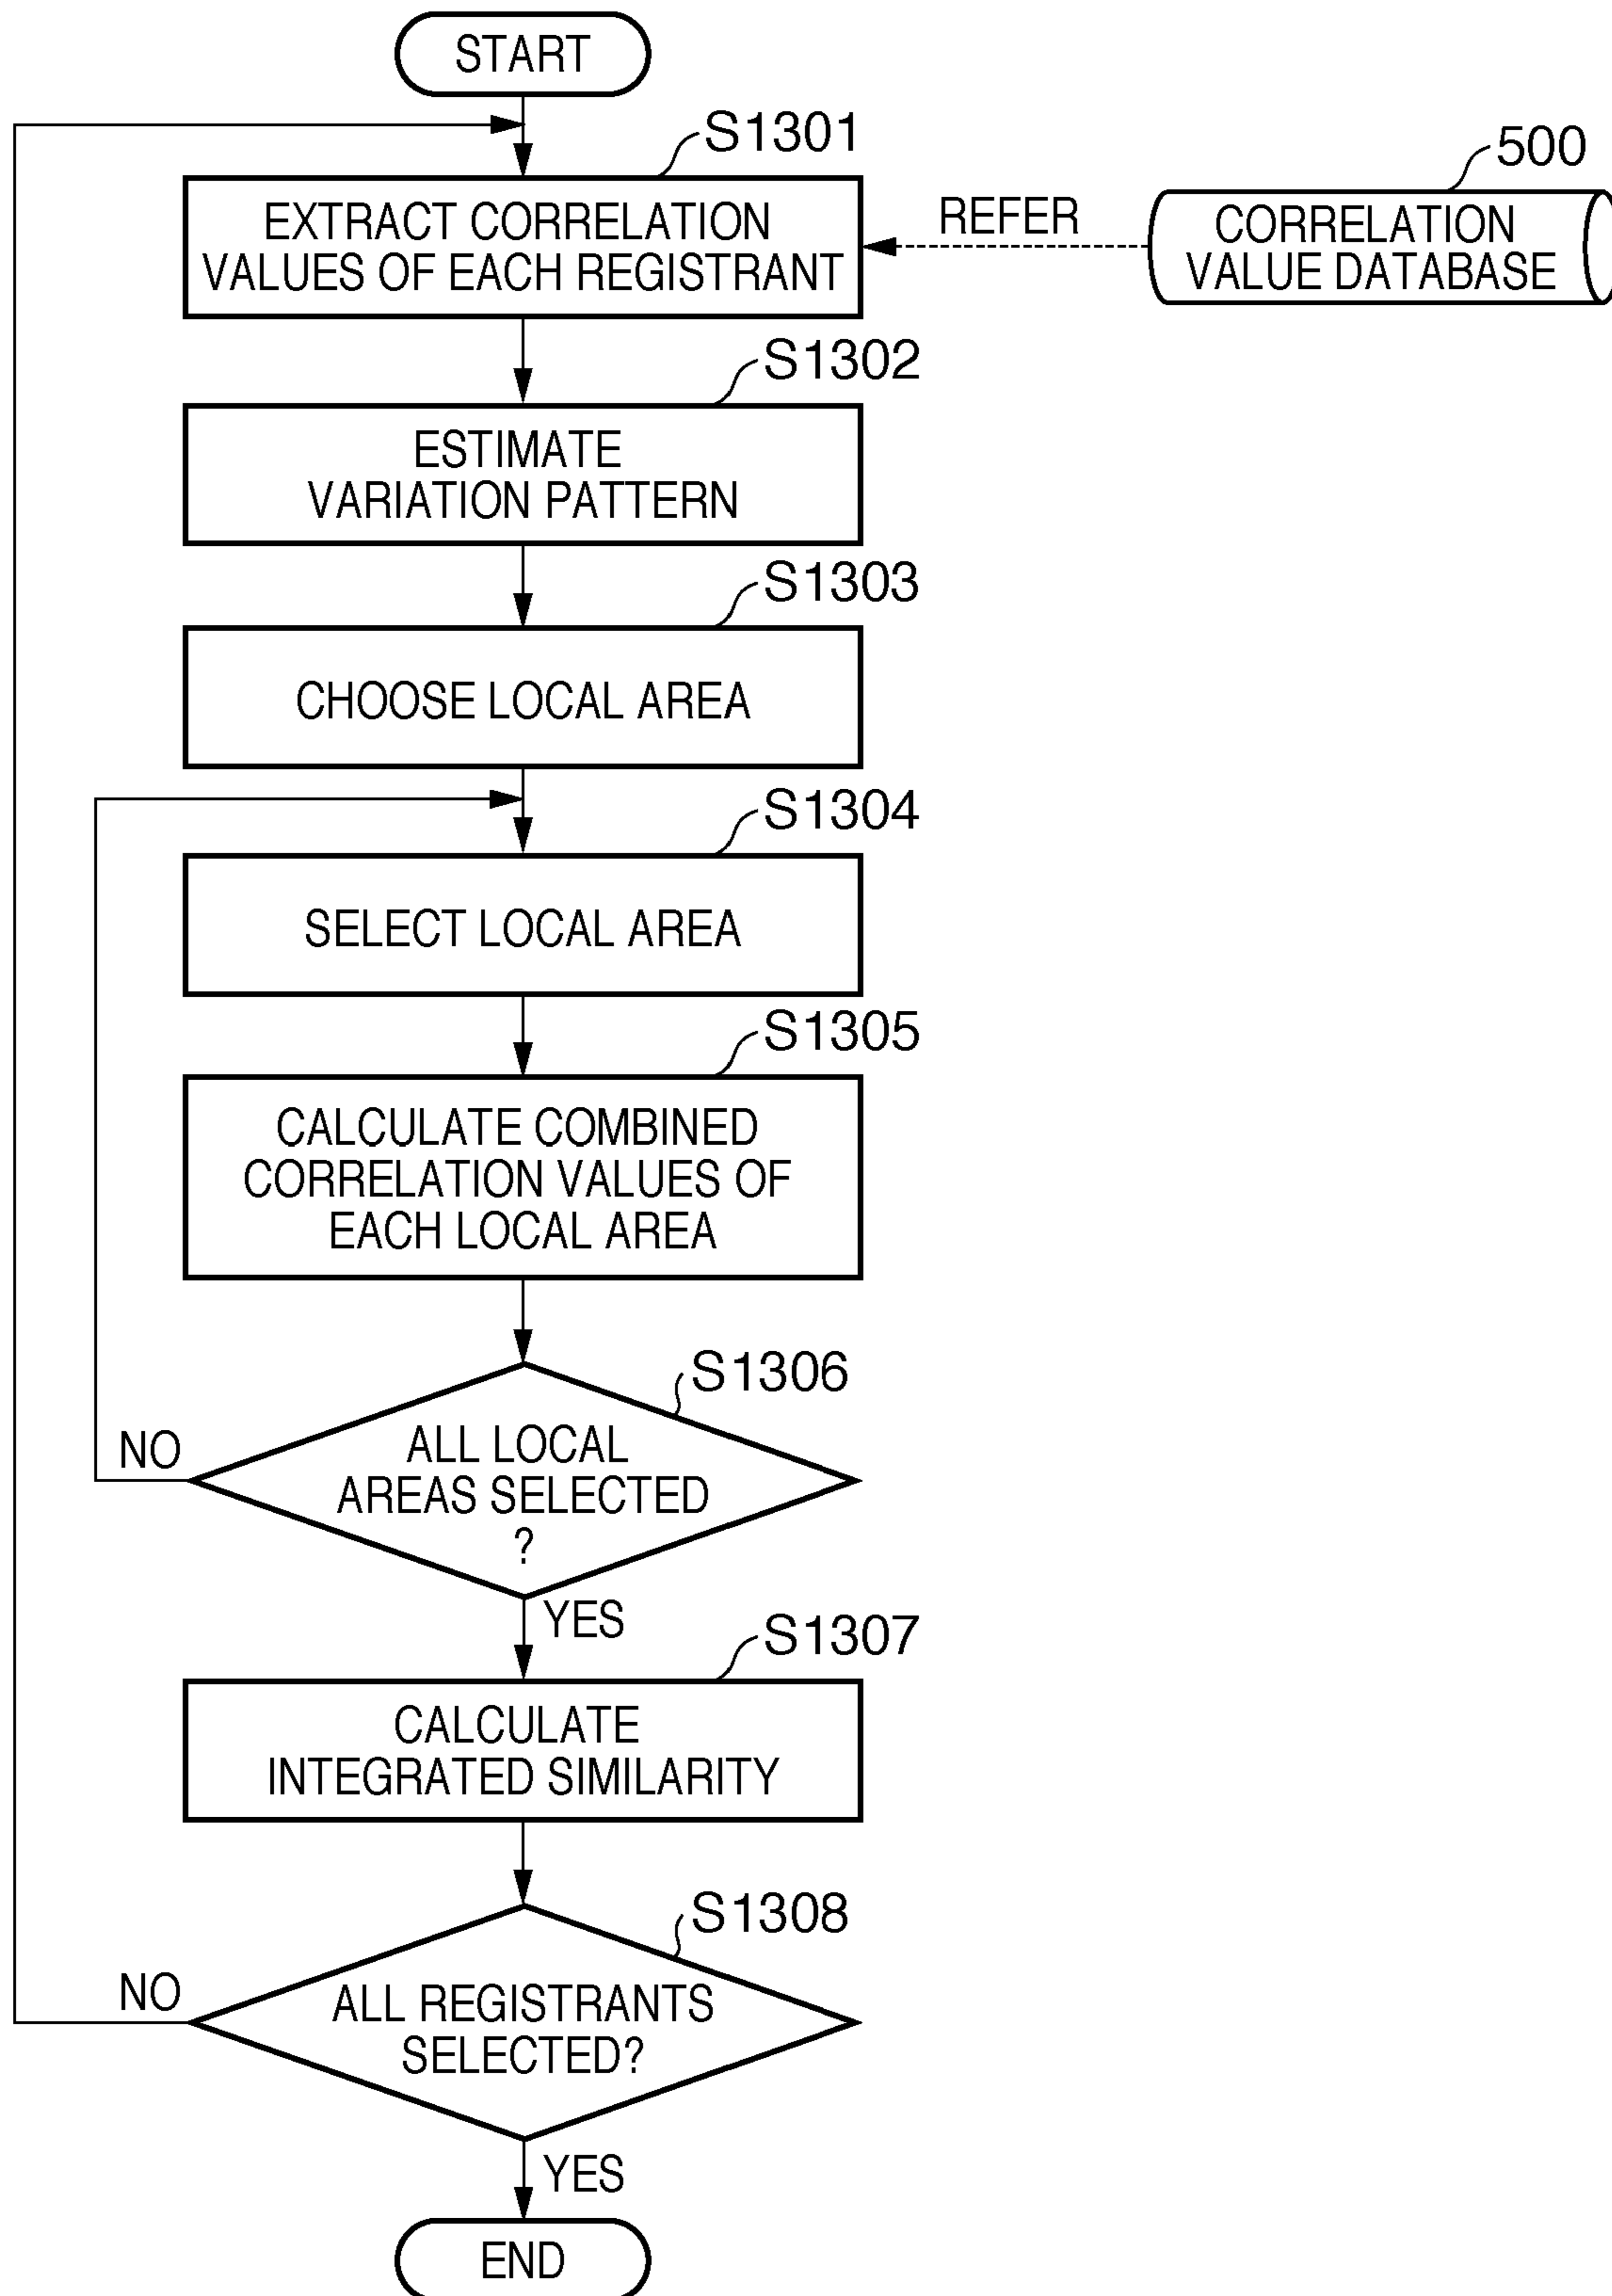 START
S1301
500
EXTRACT CORRELATION
VALUES OF EACH REGISTRANT
REFER
CORRELATION
VALUE DATABASE
S1302
ESTIMATE
VARIATION PATTERN
S1303
CHOOSE LOCAL AREA
S1304
SELECT LOCAL AREA
S1305
CALCULATE COMBINED
CORRELATION VALUES OF
EACH LOCAL AREA
S1306
NO
ALL LOCAL
AREAS SELECTED
?
YES
S1307
CALCULATE
INTEGRATED SIMILARITY
S1308
NO
ALL REGISTRANTS
SELECTED?
YES
END